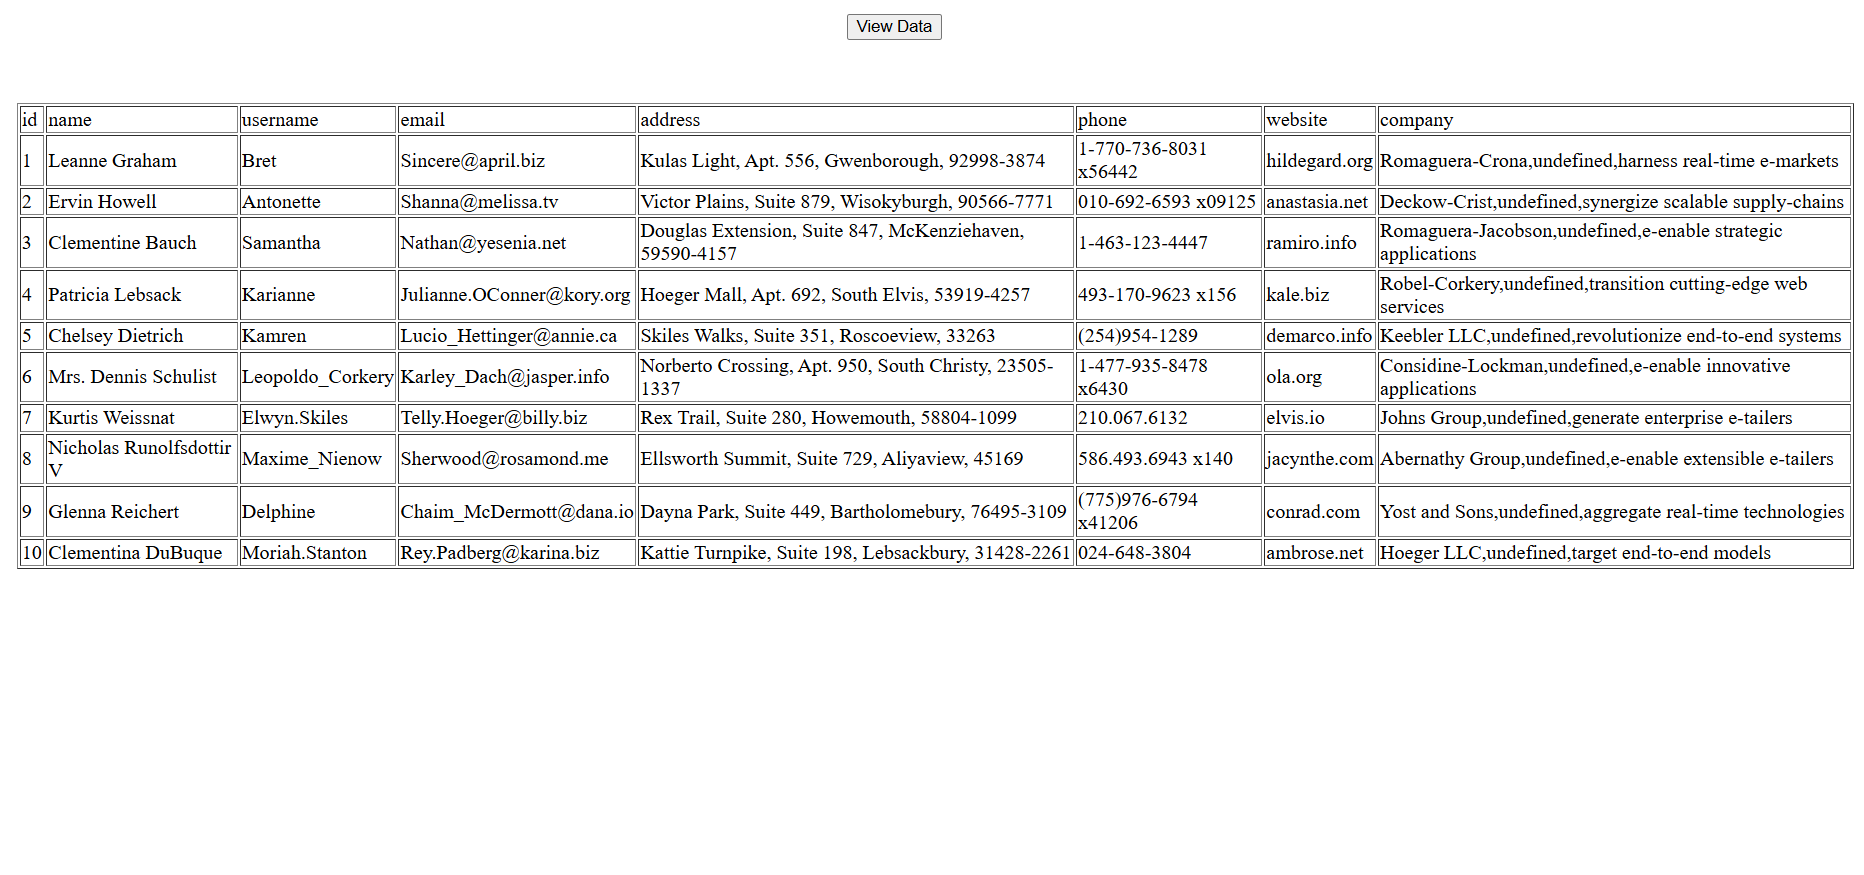 View Data
id name username email address phone website company
1 Leanne Graham Bret Sincere@april.biz Kulas Light, Apt. 556, Gwenborough, 92998-3874 1-770-736-8031 x56442 hildegard.org Romaguera-Crona,undefined,harness real-time e-markets
2 Ervin Howell Antonette Shanna@melissa.tv Victor Plains, Suite 879, Wisokyburgh, 90566-7771 010-692-6593 x09125 anastasia.net Deckow-Crist,undefined,synergize scalable supply-chains
3 Clementine Bauch Samantha Nathan@yesenia.net Douglas Extension, Suite 847, McKenziehaven, 59590-4157 1-463-123-4447 ramiro.info Romaguera-Jacobson,undefined,e-enable strategic applications
4 Patricia Lebsack Karianne Julianne.OConner@kory.org Hoeger Mall, Apt. 692, South Elvis, 53919-4257 493-170-9623 x156 kale.biz Robel-Corkery,undefined,transition cutting-edge web services
5 Chelsey Dietrich Kamren Lucio_Hettinger@annie.ca Skiles Walks, Suite 351, Roscoeview, 33263 (254)954-1289 demarco.info Keebler LLC,undefined,revolutionize end-to-end systems
6 Mrs. Dennis Schulist Leopoldo_Corkery Karley_Dach@jasper.info Norberto Crossing, Apt. 950, South Christy, 23505-1337 1-477-935-8478 x6430 ola.org Considine-Lockman,undefined,e-enable innovative applications
7 Kurtis Weissnat Elwyn.Skiles Telly.Hoeger@billy.biz Rex Trail, Suite 280, Howemouth, 58804-1099 210.067.6132 elvis.io Johns Group,undefined,generate enterprise e-tailers
8 Nicholas Runolfsdottir V Maxime_Nienow Sherwood@rosamond.me Ellsworth Summit, Suite 729, Aliyaview, 45169 586.493.6943 x140 jacynthe.com Abernathy Group,undefined,e-enable extensible e-tailers
9 Glenna Reichert Delphine Chaim_McDermott@dana.io Dayna Park, Suite 449, Bartholomebury, 76495-3109 (775)976-6794 x41206 conrad.com Yost and Sons,undefined,aggregate real-time technologies
10 Clementina DuBuque Moriah.Stanton Rey.Padberg@karina.biz Kattie Turnpike, Suite 198, Lebsackbury, 31428-2261 024-648-3804 ambrose.net Hoeger LLC,undefined,target end-to-end models